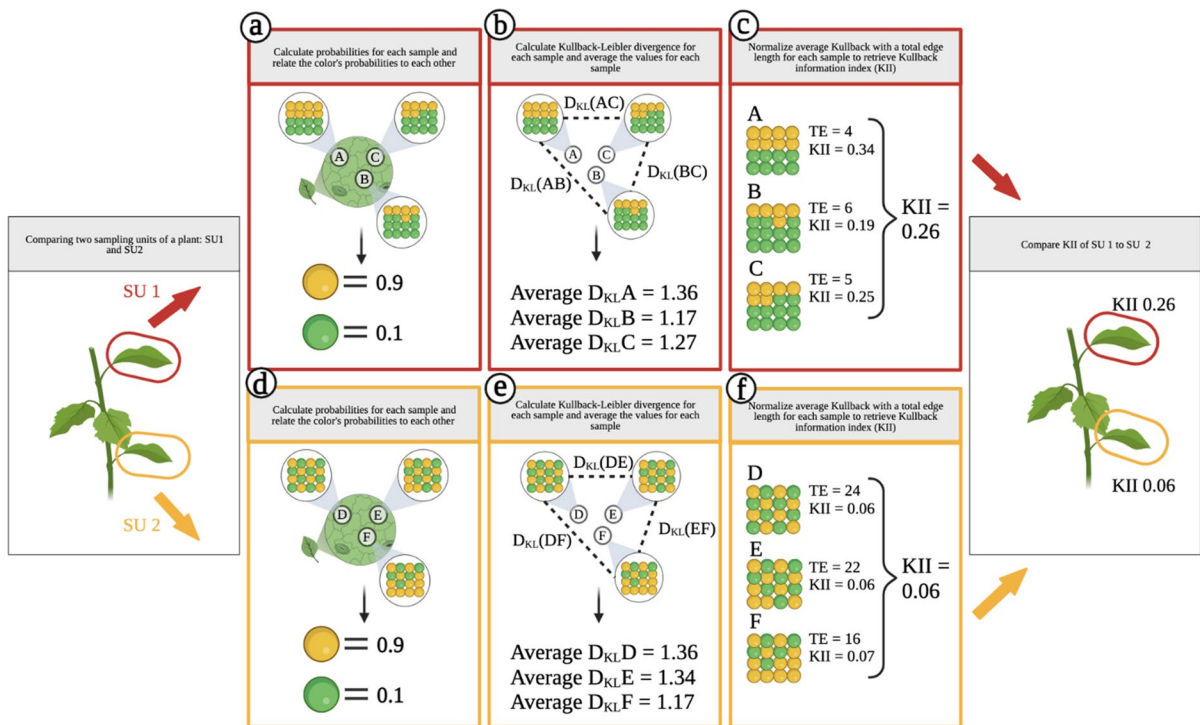 Comparing two sampling units of a plant: SU1
and SU2
SU 1
SU 2
a
Calculate probabilities for each sample and
relate the color's probabilities to each other
A
C
B
= 0.9
= 0.1
b
Calculate Kullback-Leibler divergence for
each sample and average the values for each
sample
DKL(AC)
A
C
B
DKL(AB)
DKL(BC)
Average DKLA = 1.36
Average DKLB = 1.17
Average DKLC = 1.27
c
Normalize average Kullback with a total edge
length for each sample to retrieve Kullback
information index (KII)
A
TE = 4
KII = 0.34
B
TE = 6
KII = 0.19
C
TE = 5
KII = 0.25
KII =
0.26
d
Calculate probabilities for each sample and
relate the color's probabilities to each other
D
E
F
= 0.9
= 0.1
e
Calculate Kullback-Leibler divergence for
each sample and average the values for each
sample
DKL(DE)
D
E
F
DKL(DF)
DKL(EF)
Average DKLD = 1.36
Average DKLE = 1.34
Average DKLF = 1.17
f
Normalize average Kullback with a total edge
length for each sample to retrieve Kullback
information index (KII)
D
TE = 24
KII = 0.06
E
TE = 22
KII = 0.06
F
TE = 16
KII = 0.07
KII =
0.06
Compare KII of SU 1 to SU 2
KII 0.26
KII 0.06